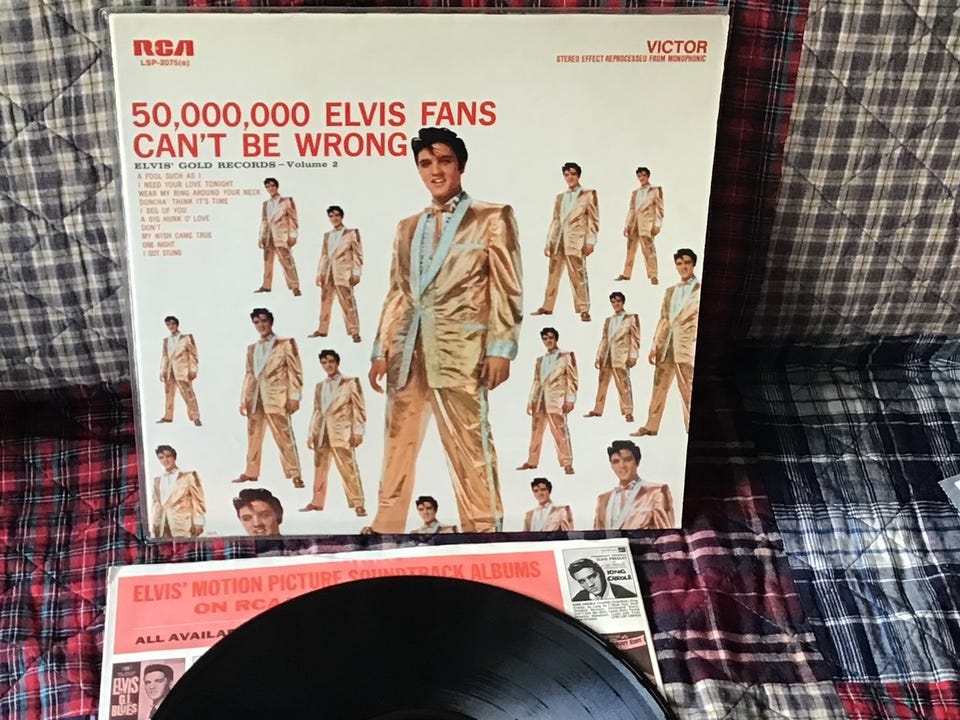 RCA
LSP-2075(e)
VICTOR
STEREO EFFECT REPROCESSED FROM MONOPHONIC
50,000,000 ELVIS FANS
CAN'T BE WRONG
ELVIS' GOLD RECORDS – Volume 2
A FOOL SUCH AS I
I NEED YOUR LOVE TONIGHT
WEAR MY RING AROUND YOUR NECK
DONCHA' THINK IT'S TIME
I BEG OF YOU
A BIG HUNK O' LOVE
DON'T
MY WISH CAME TRUE
ONE NIGHT
I GOT STUNG
ELVIS' MOTION PICTURE SOUNDTRACK ALBUMS
ON RCA
ALL AVAILA
ELVIS PRESLEY
KING
CREOLE
ELVIS
G.I.
BLUES